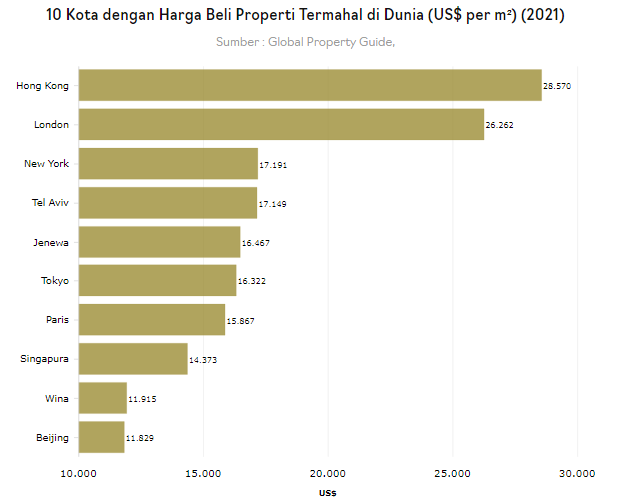 10 Kota dengan Harga Beli Properti Termahal di Dunia (US$ per m²) (2021)
Sumber : Global Property Guide,
Hong Kong 28.570
London 26.262
New York 17.191
Tel Aviv 17.149
Jenewa 16.467
Tokyo 16.322
Paris 15.867
Singapura 14.373
Wina 11.915
Beijing 11.829
10.000 15.000 20.000 25.000 30.000
US$